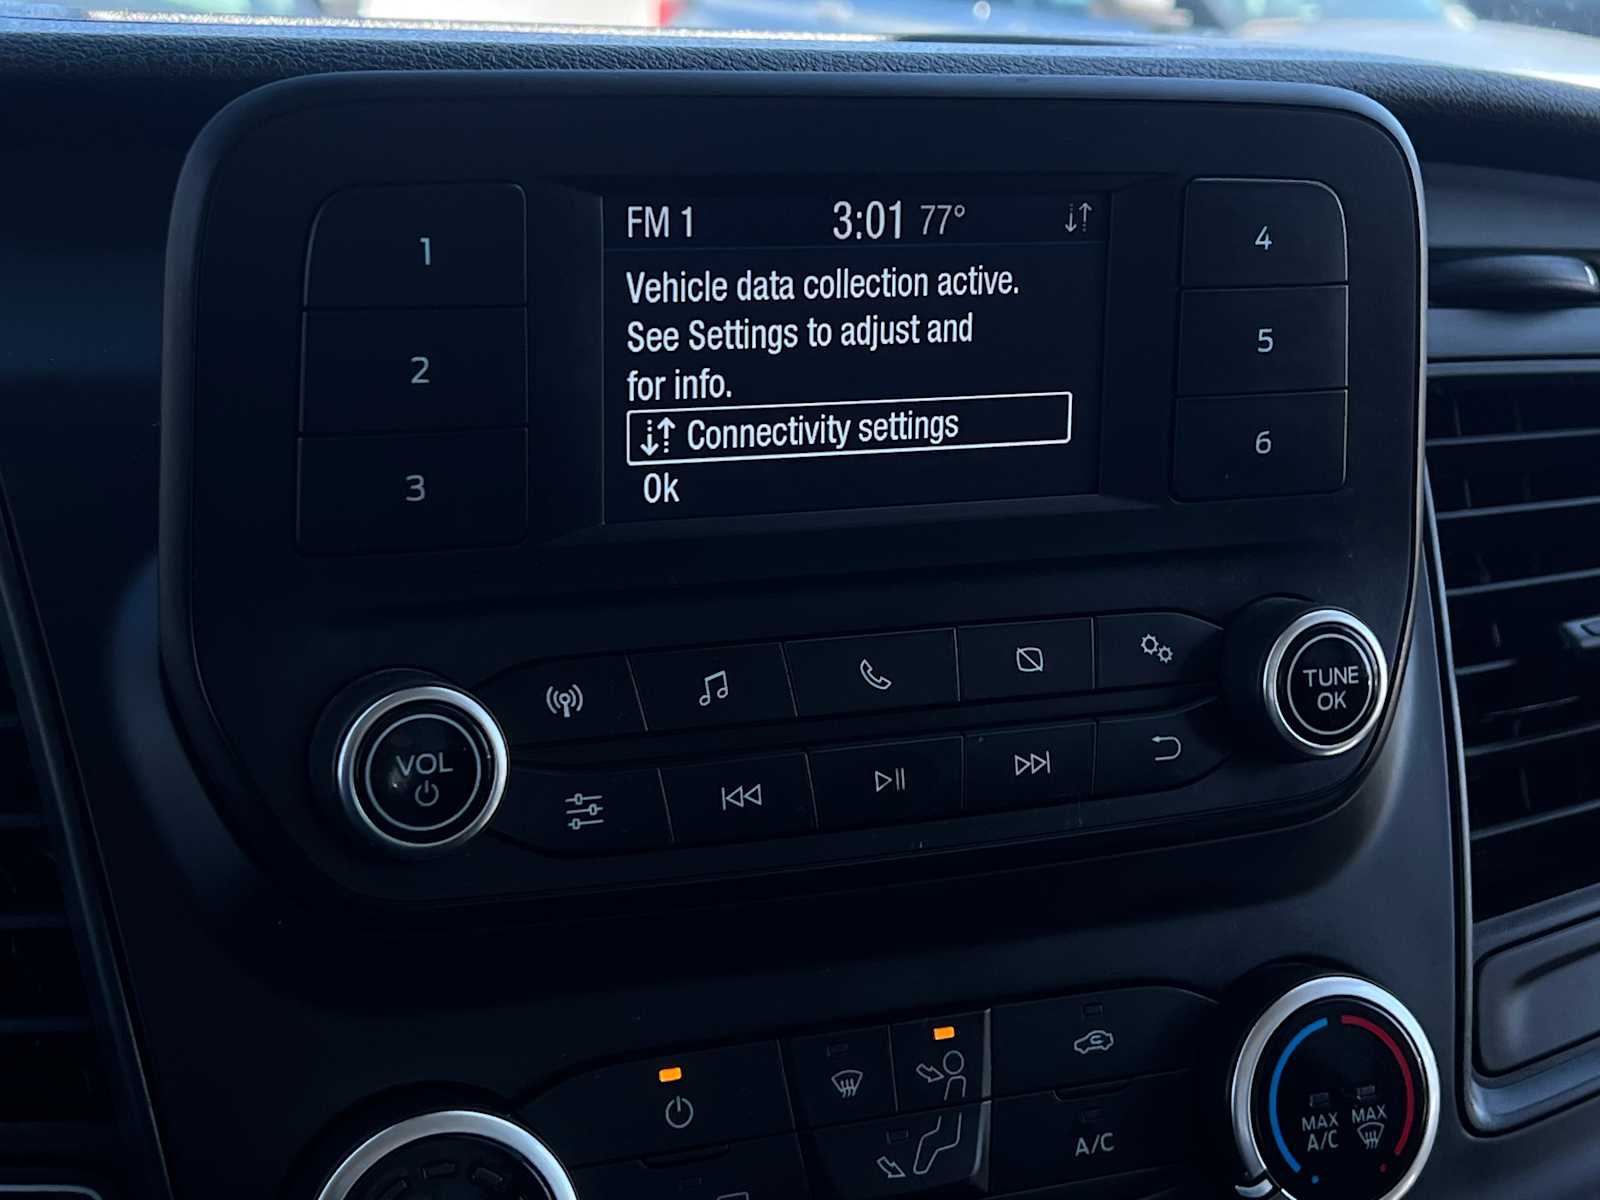 FM 1 3:01 77°
Vehicle data collection active.
See Settings to adjust and
for info.
Connectivity settings
Ok
1
2
3
4
5
6
VOL
TUNE
OK
A/C
MAX
A/C
MAX